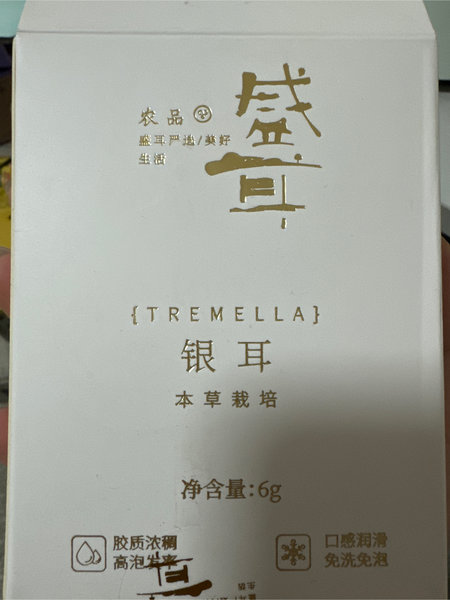 盛耳
农品
盛耳严选/美好
生活
{TREMELLA}
银耳
本草栽培
净含量:6g
胶质浓稠
高泡发率
口感润滑
免洗免泡